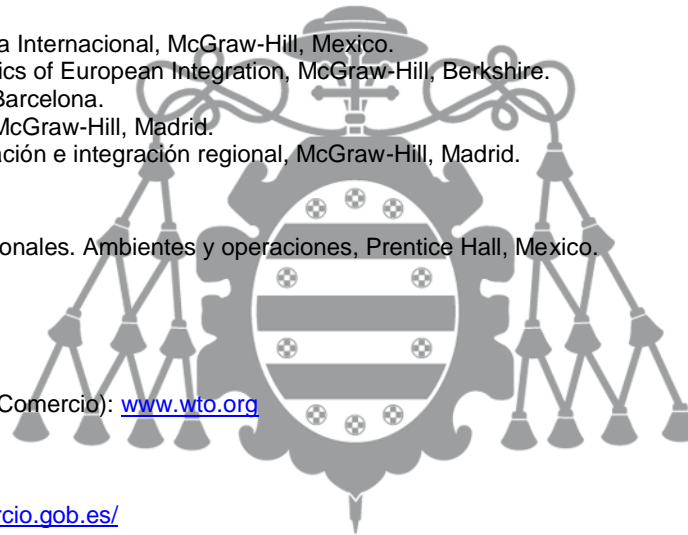 a Internacional, McGraw-Hill, Mexico.
ics of European Integration, McGraw-Hill, Berkshire.
Barcelona.
McGraw-Hill, Madrid.
ación e integración regional, McGraw-Hill, Madrid.
onales. Ambientes y operaciones, Prentice Hall, Mexico.
Comercio): www.wto.org
rcio.gob.es/